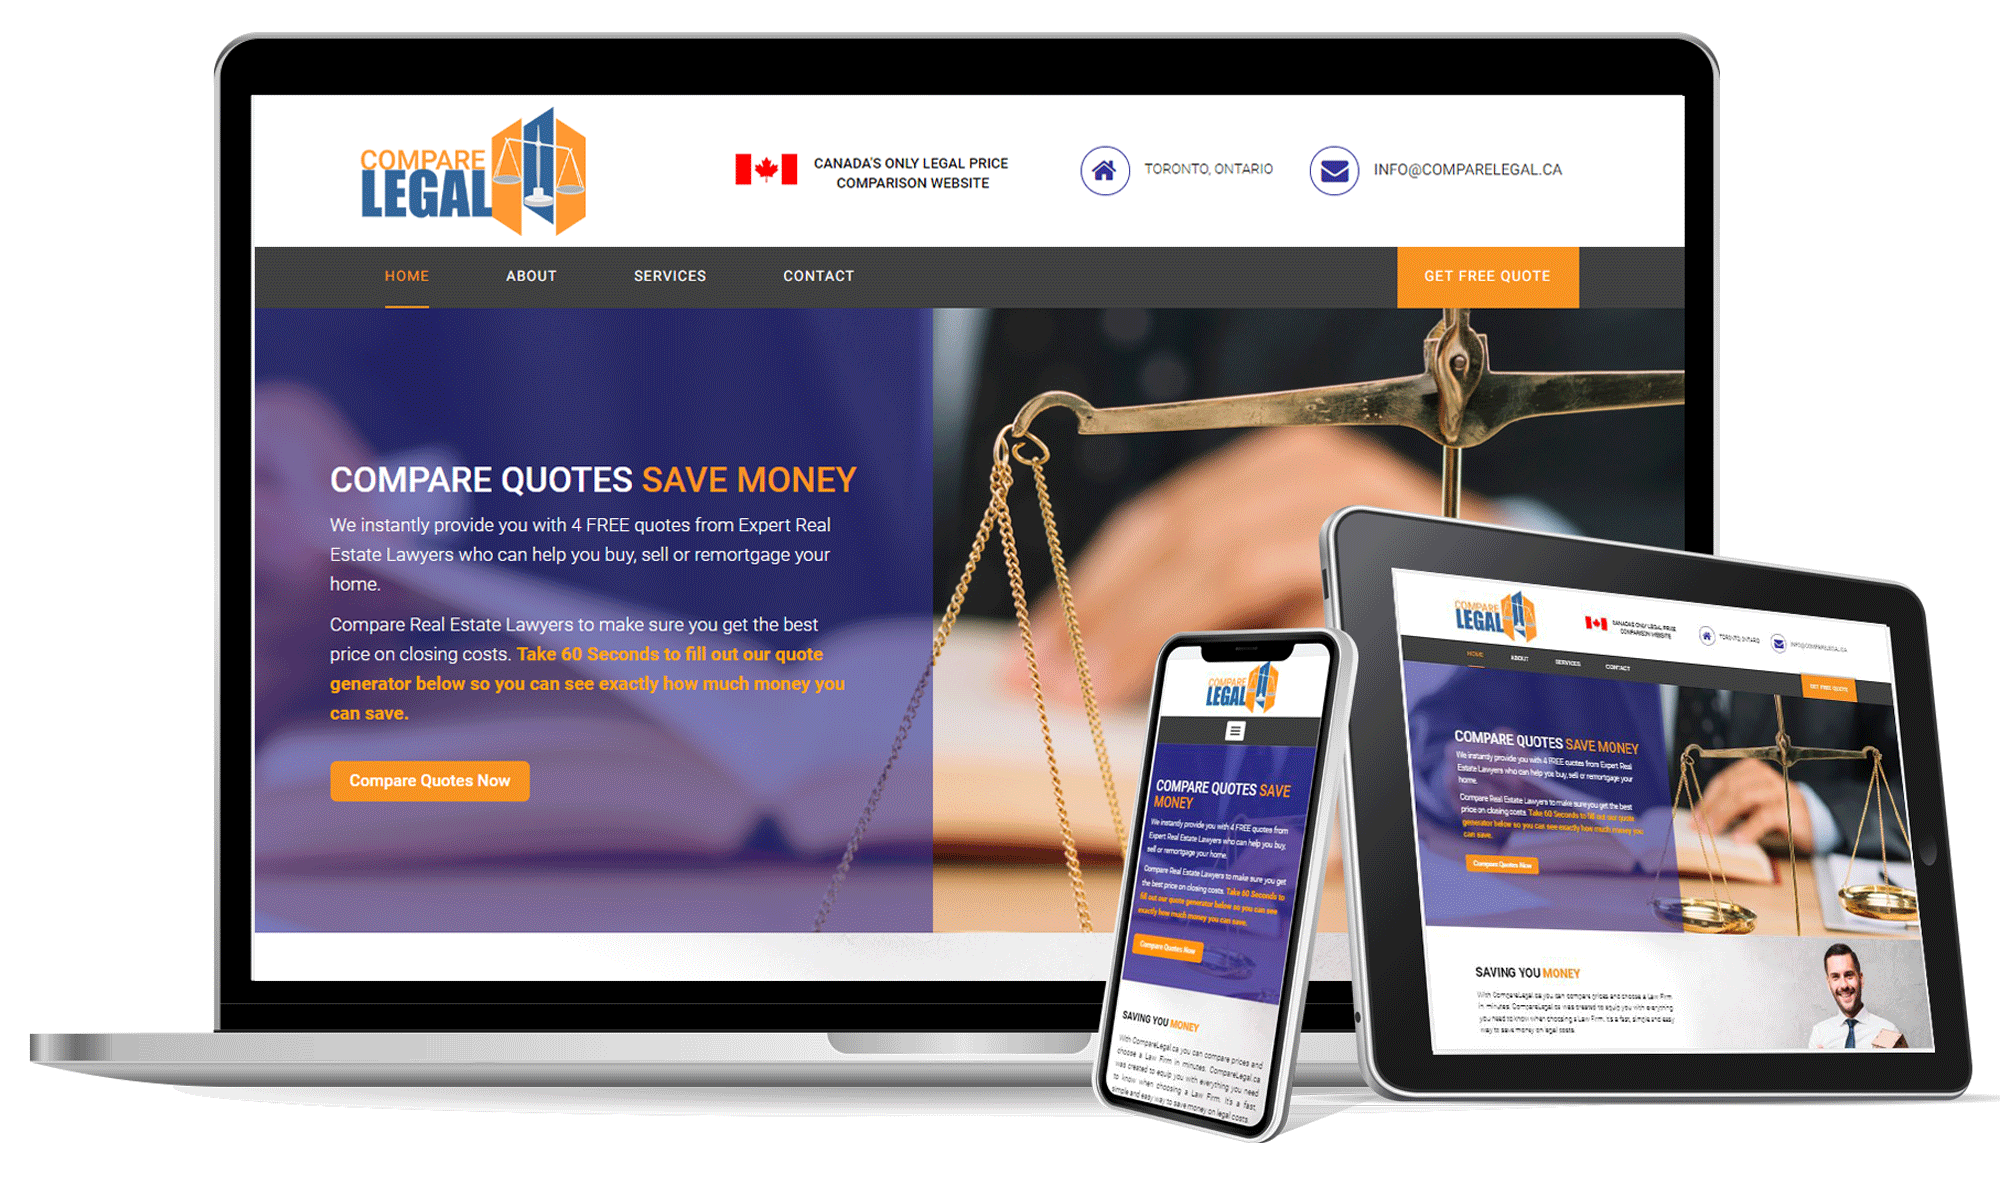 COMPARE
LEGAL
CANADA'S ONLY LEGAL PRICE
COMPARISON WEBSITE
TORONTO, ONTARIO
INFO@COMPARELEGAL.CA
HOME
ABOUT
SERVICES
CONTACT
GET FREE QUOTE
COMPARE QUOTES SAVE MONEY
We instantly provide you with 4 FREE quotes from Expert Real
Estate Lawyers who can help you buy, sell or remortgage your
home.
Compare Real Estate Lawyers to make sure you get the best
price on closing costs. Take 60 Seconds to fill out our quote
generator below so you can see exactly how much money you
can save.
Compare Quotes Now
COMPARE
LEGAL
COMPARE QUOTES SAVE
MONEY
We instantly provide you with 4 FREE quotes from
Expert Real Estate Lawyers who can help you buy,
sell or remortgage your home.
Compare Real Estate Lawyers to make sure you get
the best price on closing costs. Take 60 Seconds to
fill out our quote generator below so you can see
exactly how much money you can save.
Compare Quotes Now
SAVING YOU MONEY
With CompareLegal.ca you can compare prices and
choose a Law Firm in minutes. CompareLegal.ca
was created to equip you with everything you need
to know when choosing a Law Firm. It's a fast,
simple and easy way to save money on legal costs.
COMPARE
LEGAL
CANADA'S ONLY LEGAL PRICE
COMPARISON WEBSITE
TORONTO, ONTARIO
INFO@COMPARELEGAL.CA
HOME
ABOUT
SERVICES
CONTACT
GET FREE QUOTE
COMPARE QUOTES SAVE MONEY
We instantly provide you with 4 FREE quotes from Expert Real
Estate Lawyers who can help you buy, sell or remortgage your
home.
Compare Real Estate Lawyers to make sure you get the best
price on closing costs. Take 60 Seconds to fill out our quote
generator below so you can see exactly how much money you
can save.
Compare Quotes Now
SAVING YOU MONEY
With CompareLegal.ca you can compare prices and choose a Law Firm
in minutes. CompareLegal.ca was created to equip you with everything
you need to know when choosing a Law Firm. It's a fast, simple and easy
way to save money on legal costs.